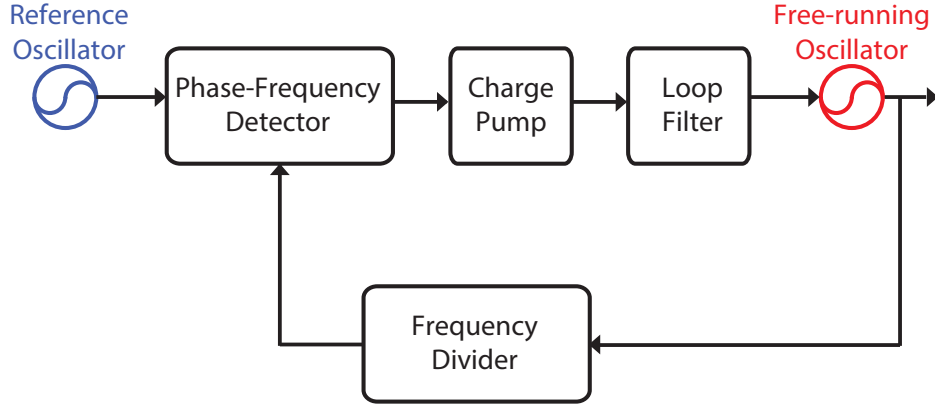 Reference
Oscillator
Phase-Frequency
Detector
Charge
Pump
Loop
Filter
Free-running
Oscillator
Frequency
Divider